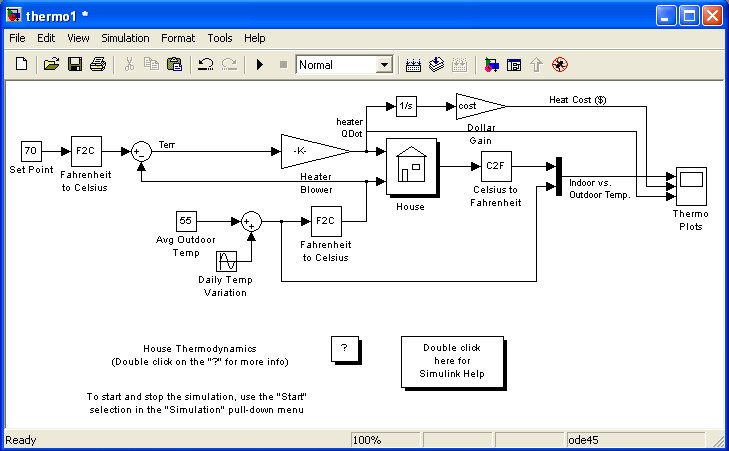 thermo1 *
File Edit View Simulation Format Tools Help
Normal
1/s
cost
Heat Cost ($)
heater
QDot
Dollar
Gain
70
F2C
+
−
Terr
-K-
Set Point
Fahrenheit
to Celsius
Heater
Blower
House
C2F
Celsius to
Fahrenheit
Indoor vs.
Outdoor Temp.
Thermo
Plots
55
+
+
F2C
Avg Outdoor
Temp
Fahrenheit
to Celsius
Daily Temp
Variation
House Thermodynamics
(Double click on the "?" for more info)
?
Double click
here for
Simulink Help
To start and stop the simulation, use the "Start"
selection in the "Simulation" pull-down menu
Ready 100% ode45